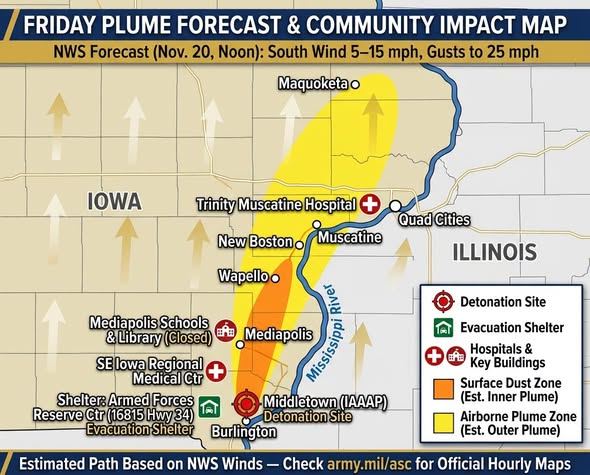 FRIDAY PLUME FORECAST & COMMUNITY IMPACT MAP
NWS Forecast (Nov. 20, Noon): South Wind 5–15 mph, Gusts to 25 mph
Maquoketa
IOWA
Trinity Muscatine Hospital
Quad Cities
Muscatine
New Boston
ILLINOIS
Wapello
Mississippi River
Mediapolis Schools
& Library (Closed)
Mediapolis
SE Iowa Regional
Medical Ctr
Shelter: Armed Forces
Reserve Ctr (16815 Hwy 34)
Evacuation Shelter
Middletown (IAAAP)
Detonation Site
Burlington
Detonation Site
Evacuation Shelter
Hospitals &
Key Buildings
Surface Dust Zone
(Est. Inner Plume)
Airborne Plume Zone
(Est. Outer Plume)
Estimated Path Based on NWS Winds — Check army.mil/asc for Official Hourly Maps